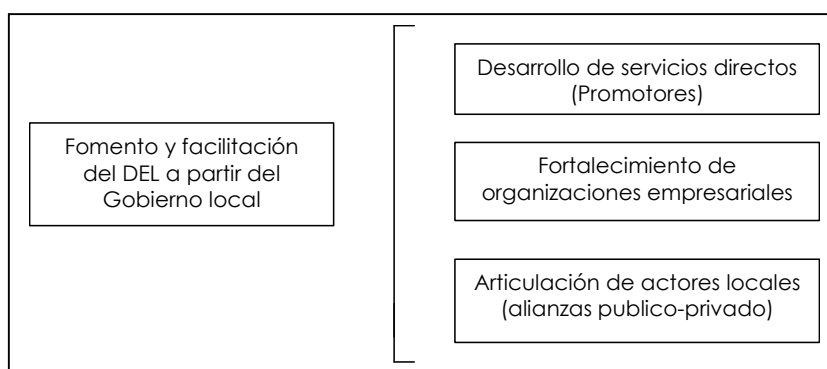 Fomento y facilitación
del DEL a partir del
Gobierno local
Desarrollo de servicios directos
(Promotores)
Fortalecimiento de
organizaciones empresariales
Articulación de actores locales
(alianzas publico-privado)